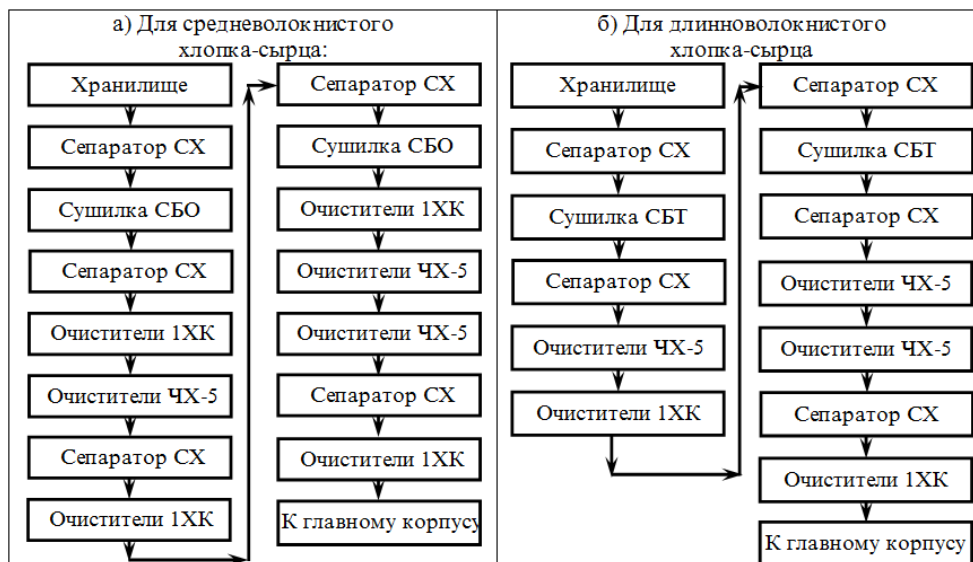 а) Для средневолокнистого
хлопка-сырца:
Хранилище
Сепаратор СХ
Сушилка СБО
Сепаратор СХ
Очистители 1ХК
Очистители ЧХ-5
Сепаратор СХ
Очистители 1ХК
Сепаратор СХ
Сушилка СБО
Очистители 1ХК
Очистители ЧХ-5
Очистители ЧХ-5
Сепаратор СХ
Очистители 1ХК
К главному корпусу
б) Для длинноволокнистого
хлопка-сырца
Хранилище
Сепаратор СХ
Сушилка СБТ
Сепаратор СХ
Очистители ЧХ-5
Очистители 1ХК
Сепаратор СХ
Сушилка СБТ
Сепаратор СХ
Очистители ЧХ-5
Очистители ЧХ-5
Сепаратор СХ
Очистители 1ХК
К главному корпусу